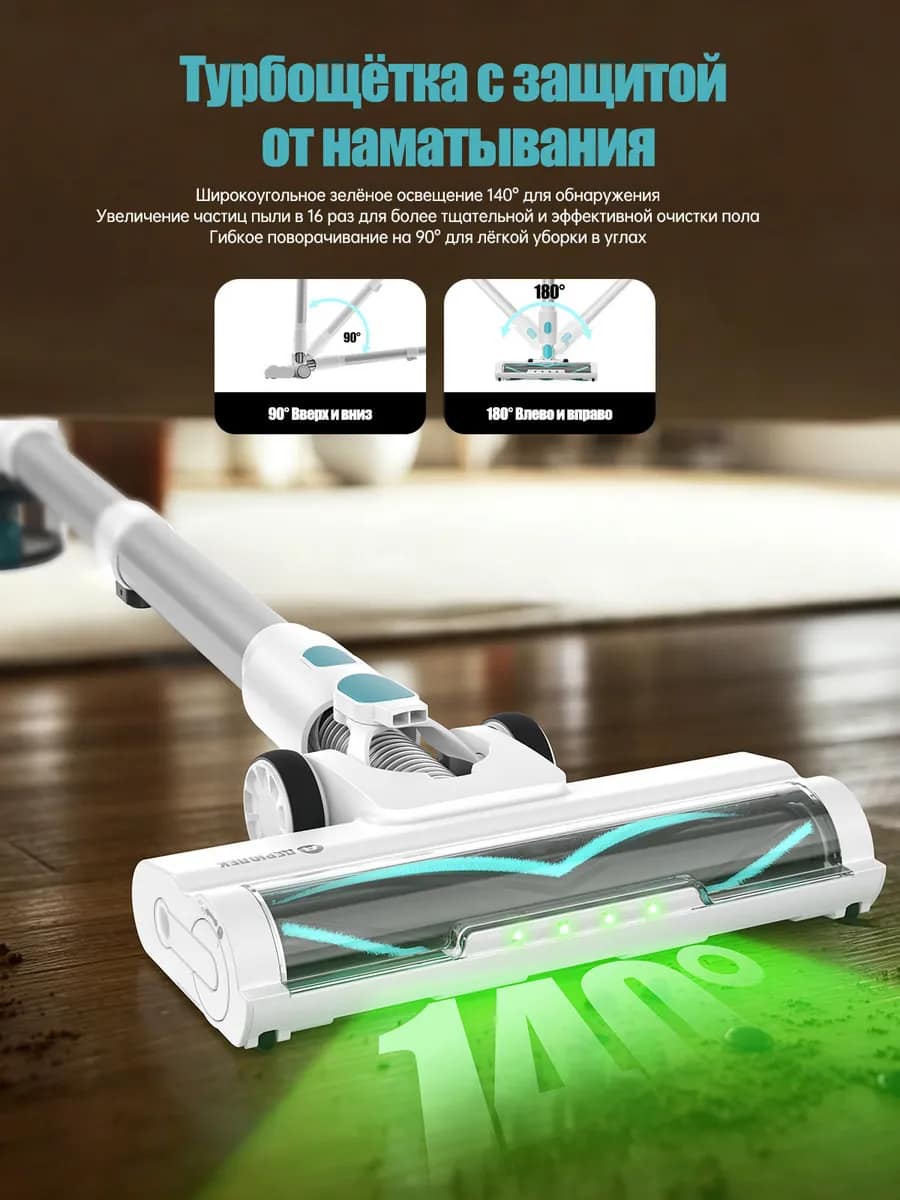 Турбощётка с защитой
от наматывания
Широкоугольное зелёное освещение 140° для обнаружения
Увеличение частиц пыли в 16 раз для более тщательной и эффективной очистки пола
Гибкое поворачивание на 90° для лёгкой уборки в углах
90°
180°
90° Вверх и вниз
180° Влево и вправо
140°